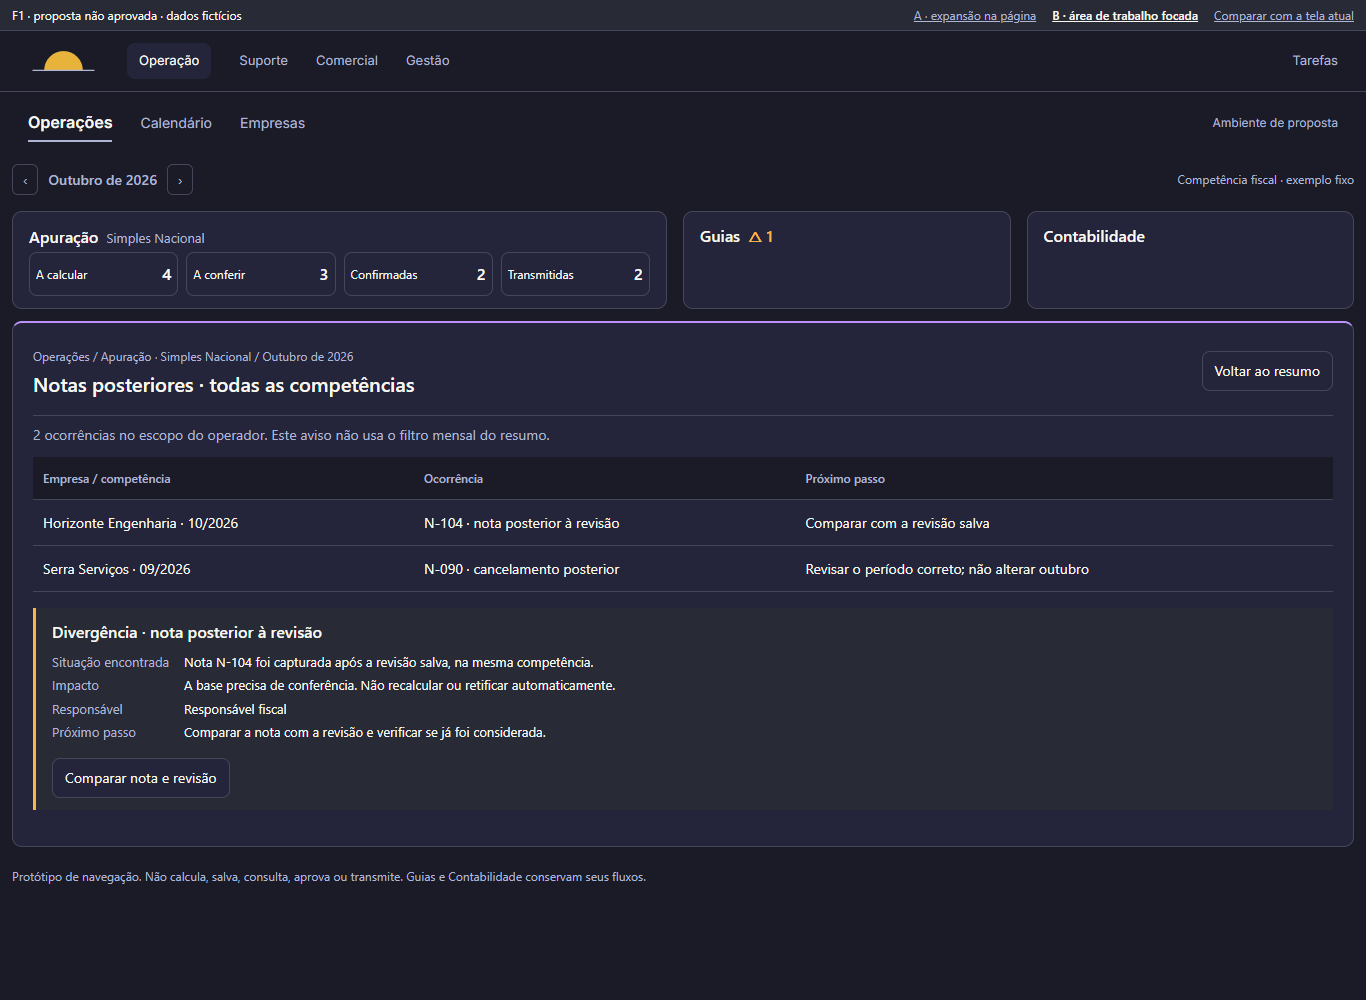 F1 · proposta não aprovada · dados fictícios
A · expansão na página
B · área de trabalho focada
Comparar com a tela atual
Operação
Suporte
Comercial
Gestão
Tarefas
Operações
Calendário
Empresas
Ambiente de proposta
‹
Outubro de 2026
›
Competência fiscal · exemplo fixo
Apuração Simples Nacional
A calcular 4
A conferir 3
Confirmadas 2
Transmitidas 2
Guias △ 1
Contabilidade
Operações / Apuração · Simples Nacional / Outubro de 2026
Notas posteriores · todas as competências
Voltar ao resumo
2 ocorrências no escopo do operador. Este aviso não usa o filtro mensal do resumo.
Empresa / competência Ocorrência Próximo passo
Horizonte Engenharia · 10/2026 N-104 · nota posterior à revisão Comparar com a revisão salva
Serra Serviços · 09/2026 N-090 · cancelamento posterior Revisar o período correto; não alterar outubro
Divergência · nota posterior à revisão
Situação encontrada Nota N-104 foi capturada após a revisão salva, na mesma competência.
Impacto A base precisa de conferência. Não recalcular ou retificar automaticamente.
Responsável Responsável fiscal
Próximo passo Comparar a nota com a revisão e verificar se já foi considerada.
Comparar nota e revisão
Protótipo de navegação. Não calcula, salva, consulta, aprova ou transmite. Guias e Contabilidade conservam seus fluxos.